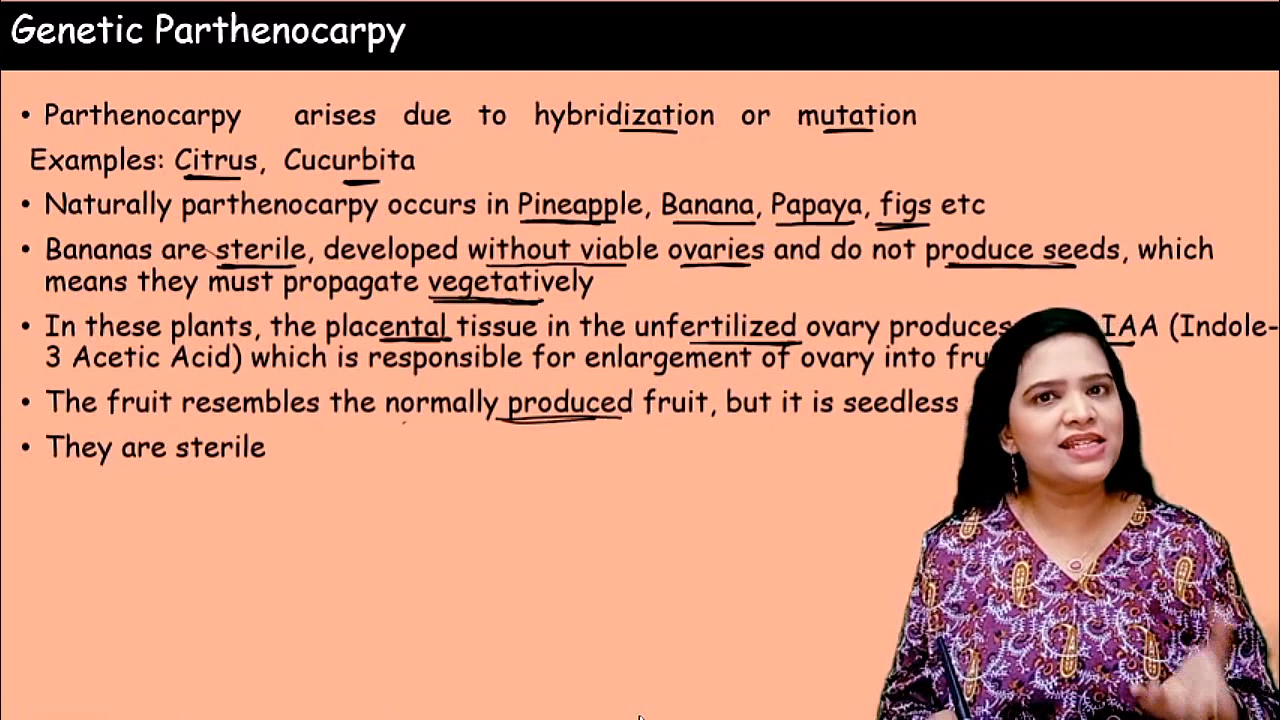 Genetic Parthenocarpy
• Parthenocarpy arises due to hybridization or mutation
Examples: Citrus, Cucurbita
• Naturally parthenocarpy occurs in Pineapple, Banana, Papaya, figs etc
• Bananas are sterile, developed without viable ovaries and do not produce seeds, which
means they must propagate vegetatively
• In these plants, the placental tissue in the unfertilized ovary produces IAA (Indole-
3 Acetic Acid) which is responsible for enlargement of ovary into
• The fruit resembles the normally produced fruit, but it is seedless
• They are sterile